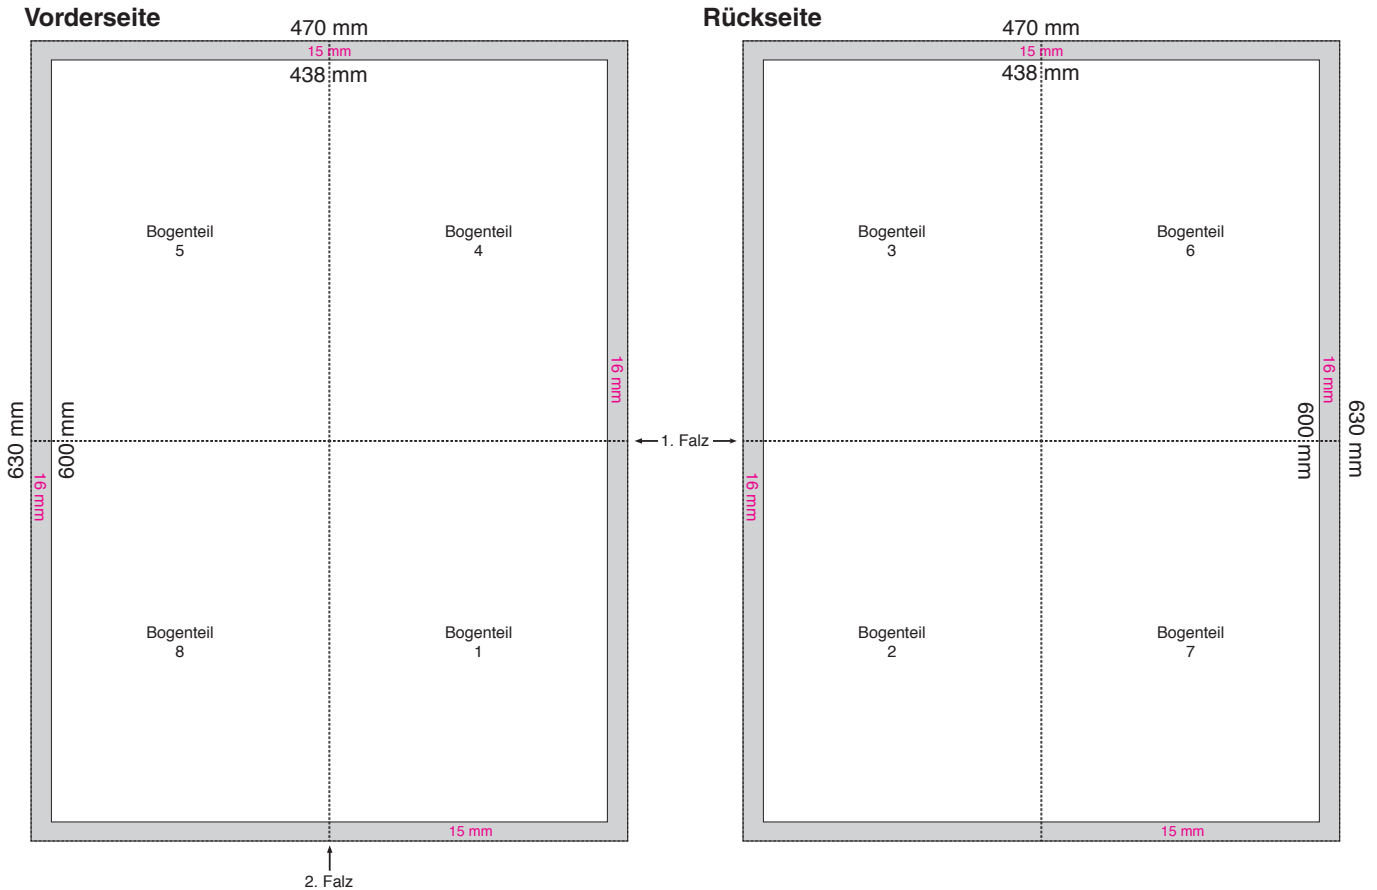 Vorderseite
470 mm
15 mm
438 mm
Bogenteil
5
Bogenteil
4
16 mm
630 mm
600 mm
16 mm
Bogenteil
8
Bogenteil
1
15 mm
2. Falz
1. Falz
Rückseite
470 mm
15 mm
438 mm
Bogenteil
3
Bogenteil
6
16 mm
600 mm
630 mm
16 mm
Bogenteil
2
Bogenteil
7
15 mm